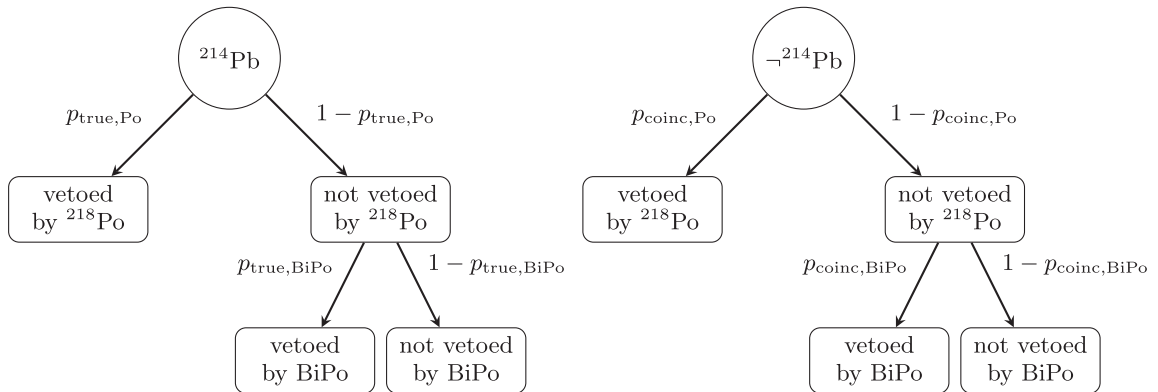 ²¹⁴Pb
¬²¹⁴Pb
p_true,Po
1 − p_true,Po
p_coinc,Po
1 − p_coinc,Po
vetoed
by ²¹⁸Po
not vetoed
by ²¹⁸Po
vetoed
by ²¹⁸Po
not vetoed
by ²¹⁸Po
p_true,BiPo
1 − p_true,BiPo
p_coinc,BiPo
1 − p_coinc,BiPo
vetoed
by BiPo
not vetoed
by BiPo
vetoed
by BiPo
not vetoed
by BiPo